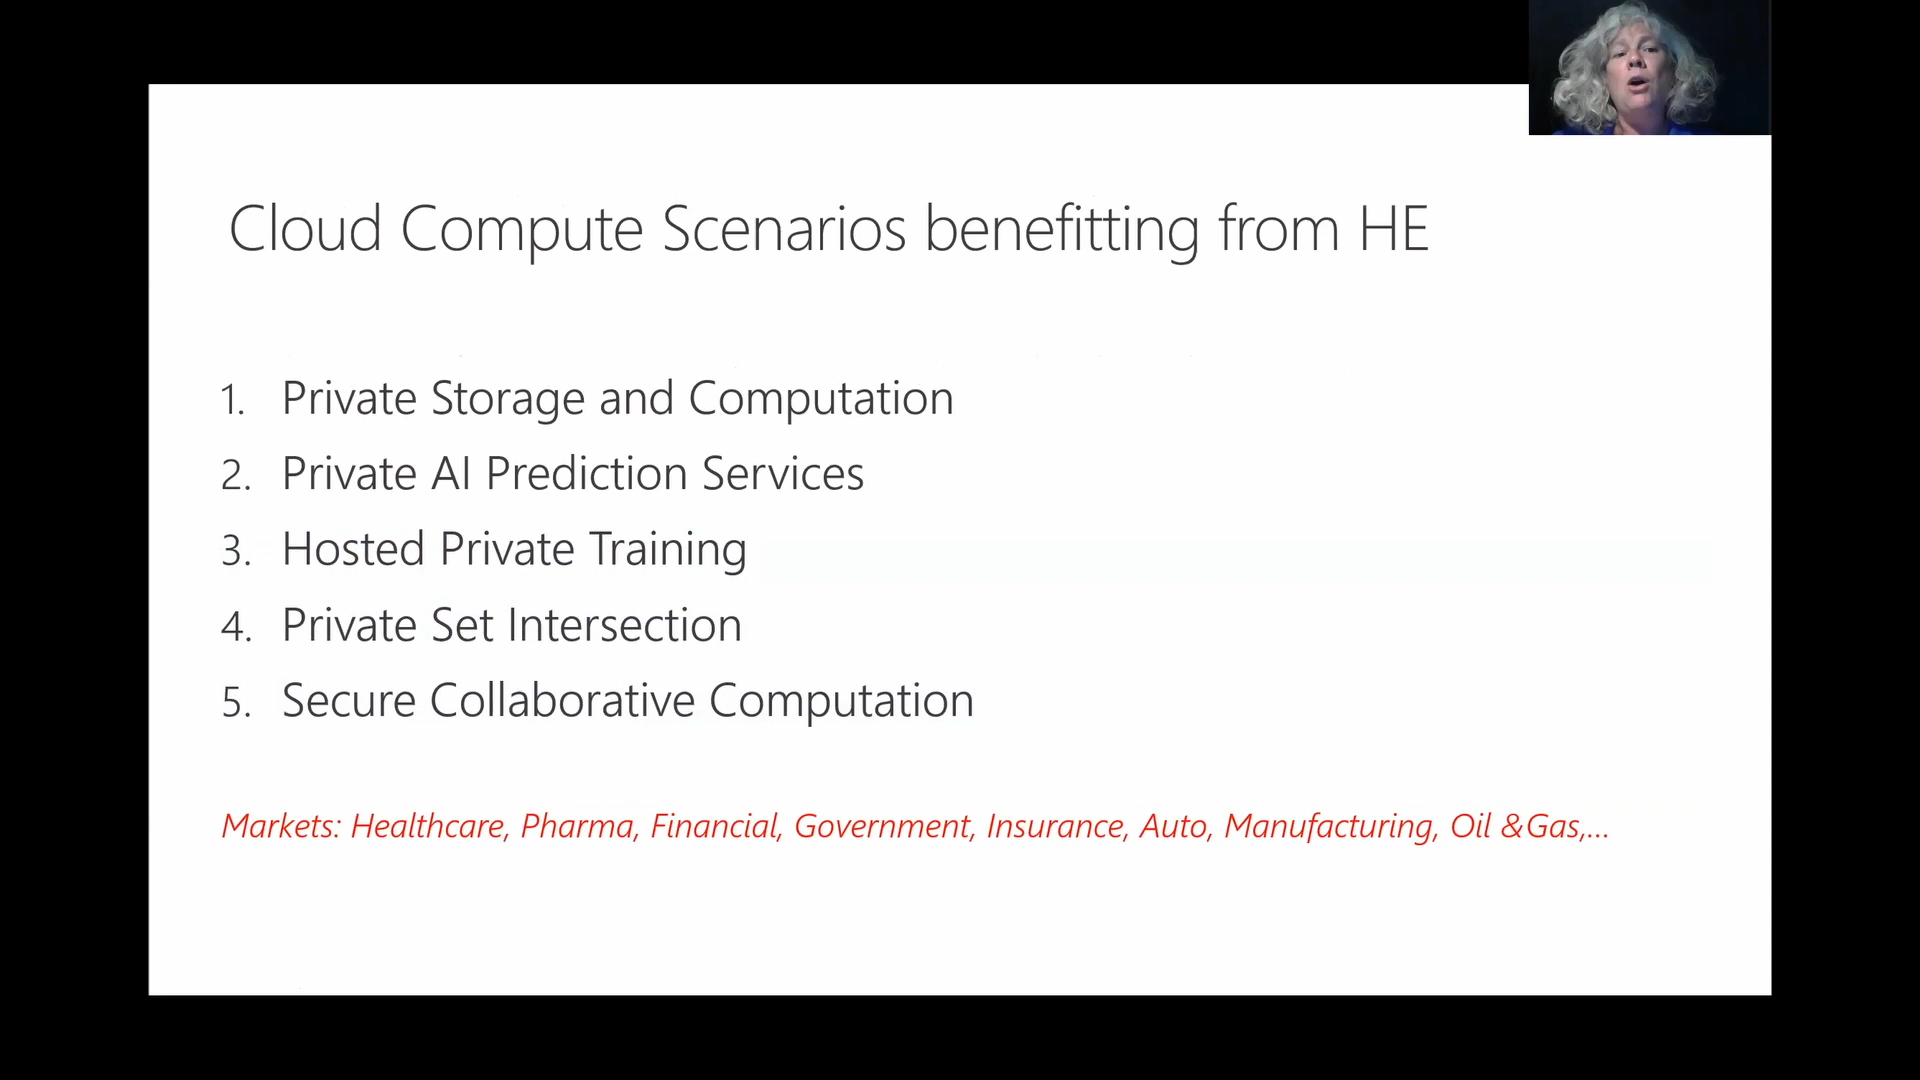 Cloud Compute Scenarios benefitting from HE
1. Private Storage and Computation
2. Private AI Prediction Services
3. Hosted Private Training
4. Private Set Intersection
5. Secure Collaborative Computation
Markets: Healthcare, Pharma, Financial, Government, Insurance, Auto, Manufacturing, Oil &Gas,...